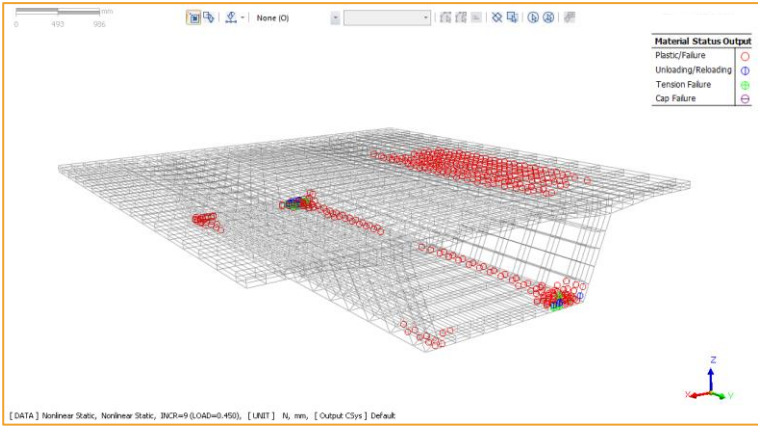 mm
0 493 986
None (0)
Material Status Output
Plastic/Failure
Unloading/Reloading
Tension Failure
Cap Failure
Z
X Y
[ DATA ] Nonlinear Static, Nonlinear Static, INCR=9 (LOAD=0.450), [ UNIT ] N, mm, [ Output CSys ] Default